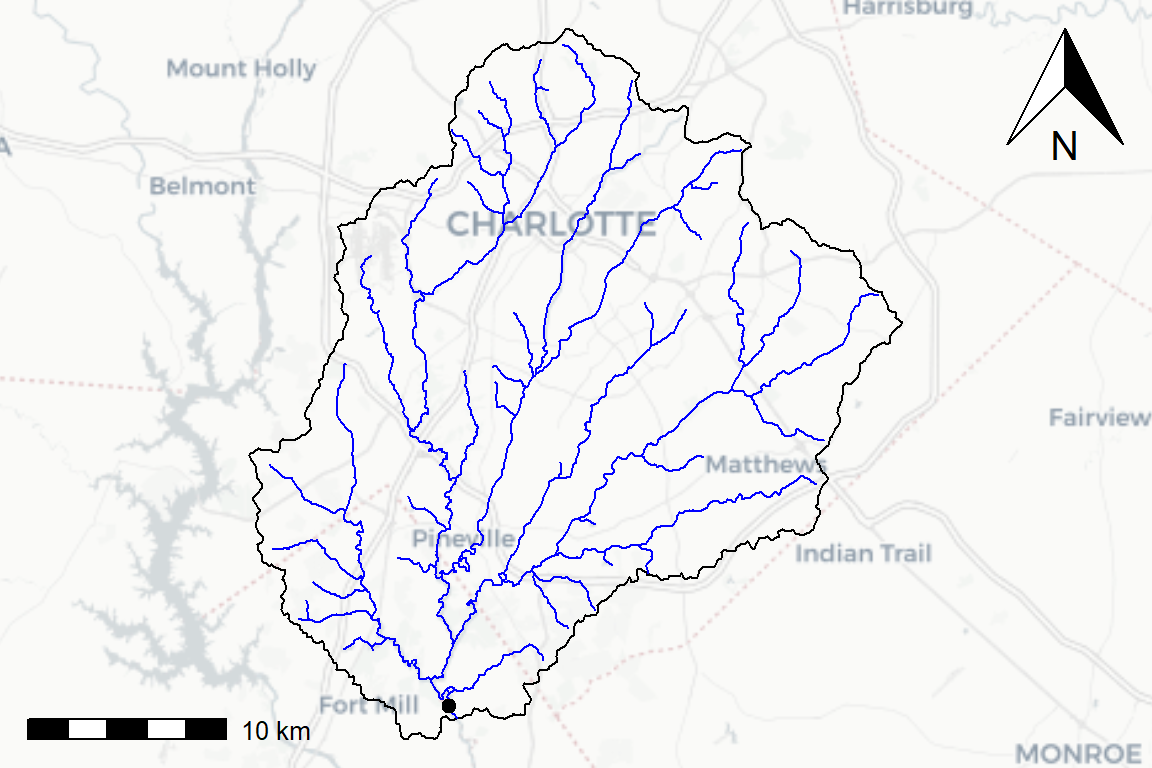 Harrisburg
Mount Holly
N
A
Belmont
CHARLOTTE
Fairview
Matthews
Pineville
Indian Trail
Fort Mill
10 km
MONROE